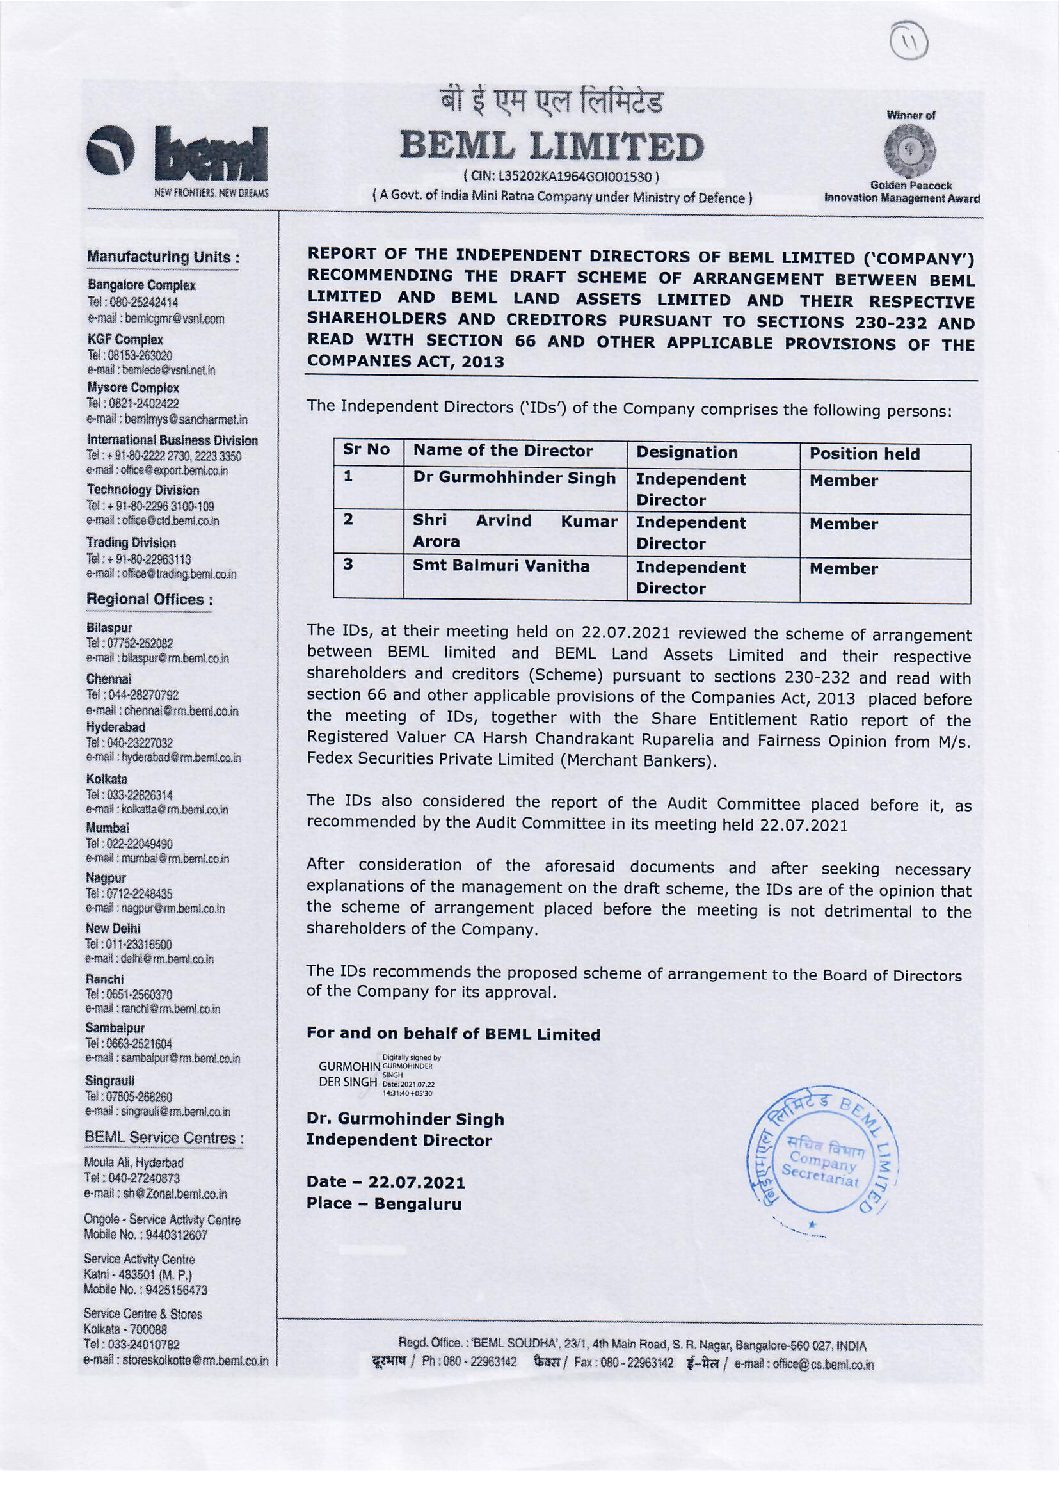 11
बी ई एम एल लिमिटेड
BEML LIMITED
( CIN: L35202KA1964GOI001530 )
( A Govt. of India Mini Ratna Company under Ministry of Defence )
beml
NEW FRONTIERS. NEW DREAMS
Winner of
Golden Peacock
Innovation Management Award
Manufacturing Units :
Bangalore Complex
Tel : 080-25242414
e-mail : bemlcgmr@vsnl.com
KGF Complex
Tel : 08153-263020
e-mail : bemlede@vsnl.net.in
Mysore Complex
Tel : 0821-2402422
e-mail : bemlmys@sancharnet.in
International Business Division
Tel : + 91-80-2222 2730, 2223 3350
e-mail : office@export.beml.co.in
Technology Division
Tel : + 91-80-2296 3100-109
e-mail : office@ctd.beml.co.in
Trading Division
Tel : + 91-80-22963113
e-mail : office@trading.beml.co.in
Regional Offices :
Bilaspur
Tel : 07752-252082
e-mail : bilaspur@rm.beml.co.in
Chennai
Tel : 044-28270792
e-mail : chennai@rm.beml.co.in
Hyderabad
Tel : 040-23227032
e-mail : hyderabad@rm.beml.co.in
Kolkata
Tel : 033-22826314
e-mail : kolkatta@rm.beml.co.in
Mumbai
Tel : 022-22049490
e-mail : mumbai@rm.beml.co.in
Nagpur
Tel : 0712-2248435
e-mail : nagpur@rm.beml.co.in
New Delhi
Tel : 011-23316500
e-mail : delhi@rm.beml.co.in
Ranchi
Tel : 0651-2560370
e-mail : ranchi@rm.beml.co.in
Sambalpur
Tel : 0663-2521604
e-mail : sambalpur@rm.beml.co.in
Singrauli
Tel : 07805-268260
e-mail : singrauli@rm.beml.co.in
BEML Service Centres :
Moula Ali, Hyderbad
Tel : 040-27240873
e-mail : sh@Zonal.beml.co.in
Ongole - Service Activity Centre
Mobile No. : 9440312607
Service Activity Centre
Katni - 483501 (M. P.)
Mobile No. : 9425156473
Service Centre & Stores
Kolkata - 700088
Tel : 033-24010782
e-mail : storeskolkotta@rm.beml.co.in
REPORT OF THE INDEPENDENT DIRECTORS OF BEML LIMITED (‘COMPANY’)
RECOMMENDING THE DRAFT SCHEME OF ARRANGEMENT BETWEEN BEML
LIMITED AND BEML LAND ASSETS LIMITED AND THEIR RESPECTIVE
SHAREHOLDERS AND CREDITORS PURSUANT TO SECTIONS 230-232 AND
READ WITH SECTION 66 AND OTHER APPLICABLE PROVISIONS OF THE
COMPANIES ACT, 2013
The Independent Directors (‘IDs’) of the Company comprises the following persons:
Sr No Name of the Director Designation Position held
1 Dr Gurmohhinder Singh Independent Director Member
2 Shri Arvind Kumar Arora Independent Director Member
3 Smt Balmuri Vanitha Independent Director Member
The IDs, at their meeting held on 22.07.2021 reviewed the scheme of arrangement
between BEML limited and BEML Land Assets Limited and their respective
shareholders and creditors (Scheme) pursuant to sections 230-232 and read with
section 66 and other applicable provisions of the Companies Act, 2013 placed before
the meeting of IDs, together with the Share Entitlement Ratio report of the
Registered Valuer CA Harsh Chandrakant Ruparelia and Fairness Opinion from M/s.
Fedex Securities Private Limited (Merchant Bankers).
The IDs also considered the report of the Audit Committee placed before it, as
recommended by the Audit Committee in its meeting held 22.07.2021
After consideration of the aforesaid documents and after seeking necessary
explanations of the management on the draft scheme, the IDs are of the opinion that
the scheme of arrangement placed before the meeting is not detrimental to the
shareholders of the Company.
The IDs recommends the proposed scheme of arrangement to the Board of Directors
of the Company for its approval.
For and on behalf of BEML Limited
GURMOHIN
DER SINGH
Digitally signed by
GURMOHINDER
SINGH
Date: 2021.07.22
14:31:40 +05'30'
Dr. Gurmohinder Singh
Independent Director
Date – 22.07.2021
Place – Bengaluru
बीईएमएल लिमिटेड BEML LIMITED
सचिव विभाग
Company
Secretariat
Regd. Office. : 'BEML SOUDHA', 23/1, 4th Main Road, S. R. Nagar, Bangalore-560 027. INDIA
दूरभाष / Ph : 080 - 22963142 फैक्स / Fax : 080 - 22963142 ई-मेल / e-mail : office@cs.beml.co.in